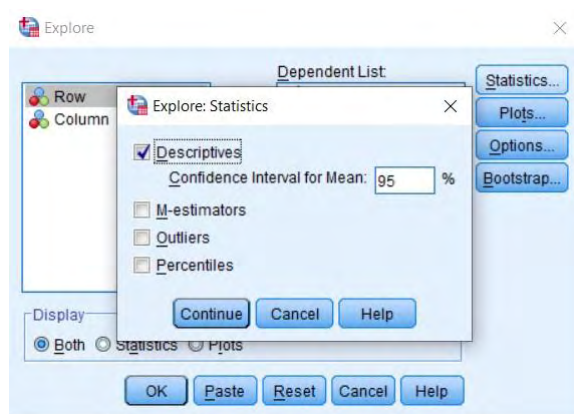 Explore
Dependent List:
Row
Column
Statistics...
Plots...
Options...
Bootstrap...
Explore: Statistics
Descriptives
Confidence Interval for Mean: 95 %
M-estimators
Outliers
Percentiles
Continue Cancel Help
Display
Both Statistics Plots
OK Paste Reset Cancel Help